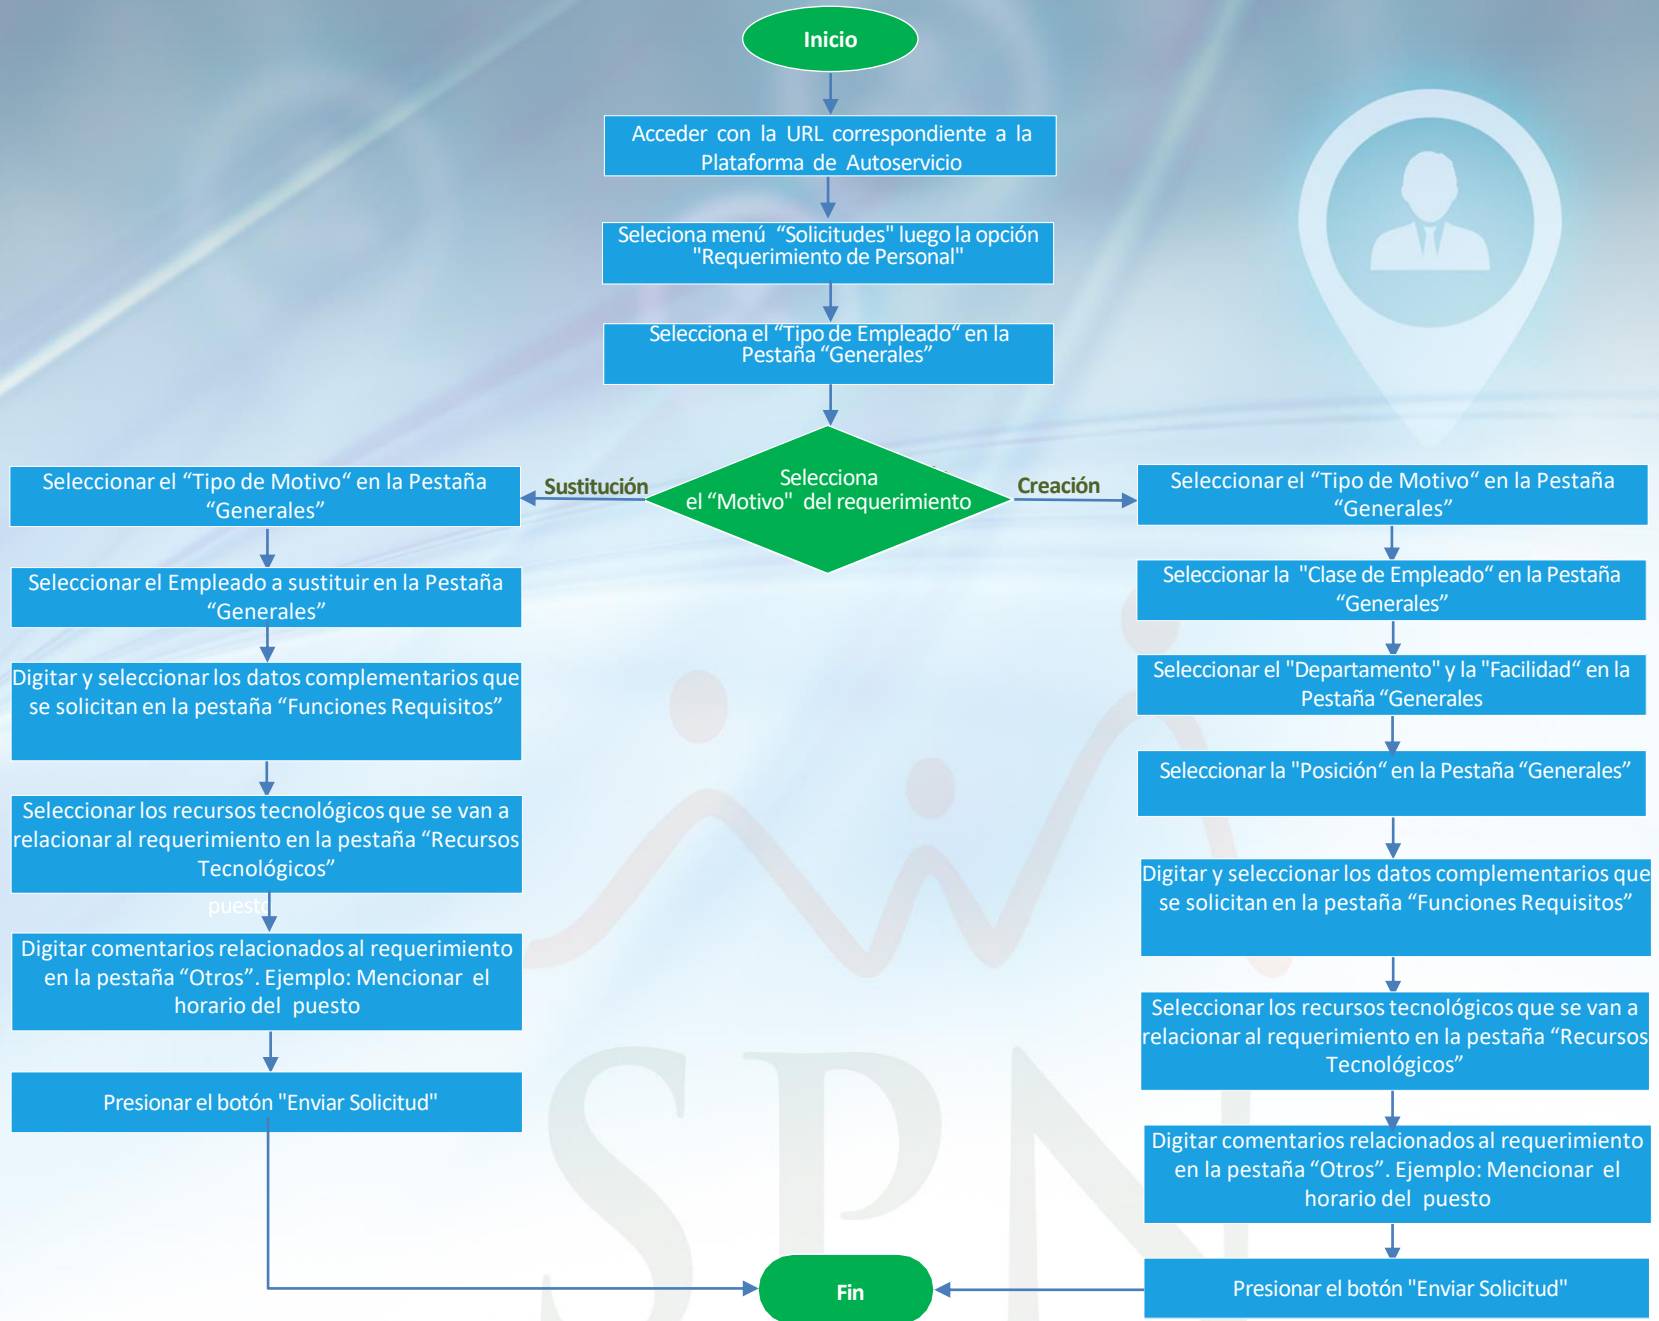 Inicio
Acceder con la URL correspondiente a la
Plataforma de Autoservicio
Seleciona menú “Solicitudes" luego la opción
"Requerimiento de Personal"
Selecciona el “Tipo de Empleado“ en la
Pestaña “Generales”
Selecciona
el “Motivo" del requerimiento
Sustitución
Seleccionar el “Tipo de Motivo“ en la Pestaña
“Generales”
Seleccionar el Empleado a sustituir en la Pestaña
“Generales”
Digitar y seleccionar los datos complementarios que
se solicitan en la pestaña “Funciones Requisitos”
Seleccionar los recursos tecnológicos que se van a
relacionar al requerimiento en la pestaña “Recursos
Tecnológicos”
puesto
Digitar comentarios relacionados al requerimiento
en la pestaña “Otros”. Ejemplo: Mencionar el
horario del puesto
Presionar el botón "Enviar Solicitud"
Creación
Seleccionar el “Tipo de Motivo“ en la Pestaña
“Generales”
Seleccionar la "Clase de Empleado“ en la Pestaña
“Generales”
Seleccionar el "Departamento" y la "Facilidad“ en la
Pestaña “Generales
Seleccionar la "Posición“ en la Pestaña “Generales”
Digitar y seleccionar los datos complementarios que
se solicitan en la pestaña “Funciones Requisitos”
Seleccionar los recursos tecnológicos que se van a
relacionar al requerimiento en la pestaña “Recursos
Tecnológicos”
Digitar comentarios relacionados al requerimiento
en la pestaña “Otros”. Ejemplo: Mencionar el
horario del puesto
Presionar el botón "Enviar Solicitud"
Fin
SPN